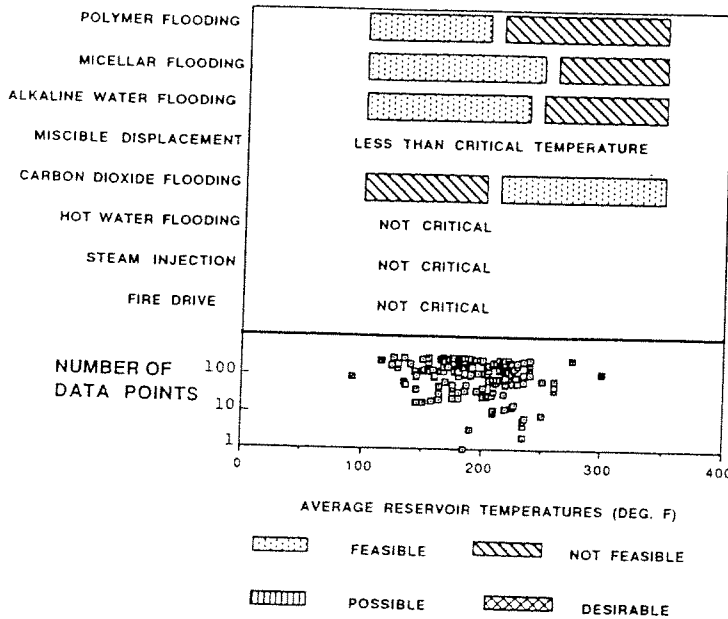 POLYMER FLOODING
MICELLAR FLOODING
ALKALINE WATER FLOODING
MISCIBLE DISPLACEMENT LESS THAN CRITICAL TEMPERATURE
CARBON DIOXIDE FLOODING
HOT WATER FLOODING NOT CRITICAL
STEAM INJECTION NOT CRITICAL
FIRE DRIVE NOT CRITICAL
NUMBER OF
DATA POINTS
100
10
1
0 100 200 300 400
AVERAGE RESERVOIR TEMPERATURES (DEG. F)
FEASIBLE NOT FEASIBLE
POSSIBLE DESIRABLE